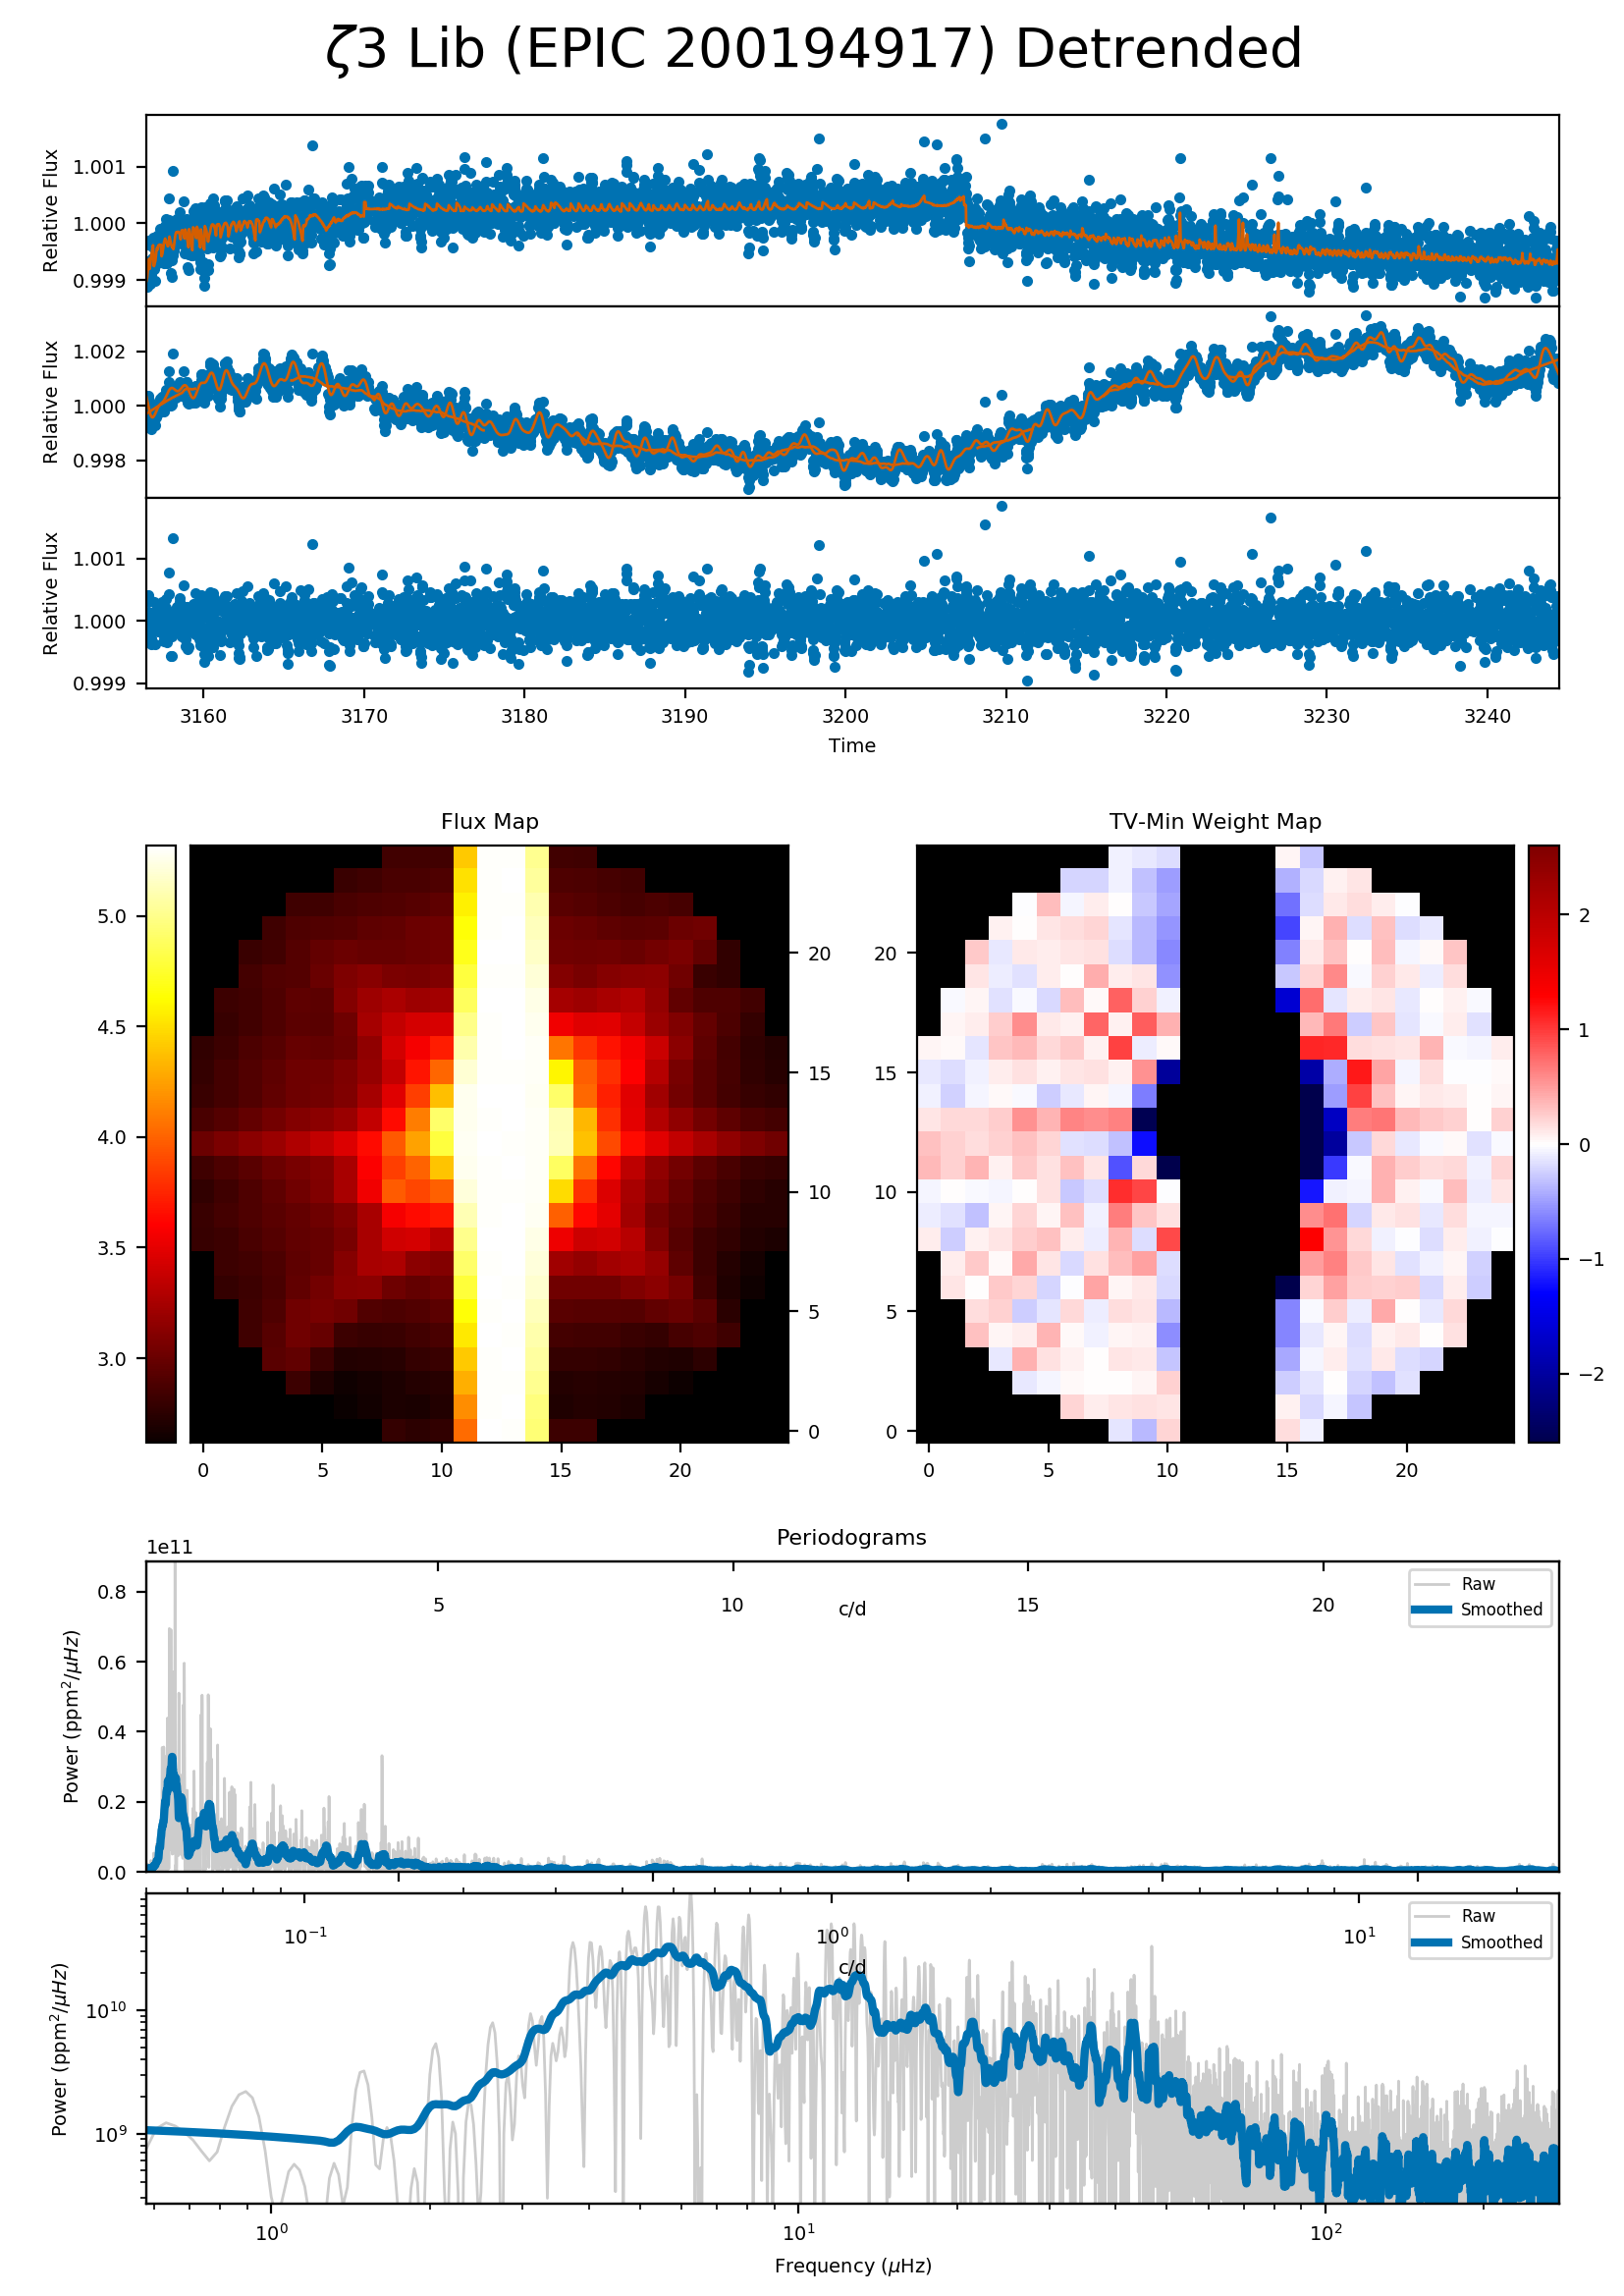 ζ3 Lib (EPIC 200194917) Detrended
Relative Flux
1.001
1.000
0.999
Relative Flux
1.002
1.000
0.998
Relative Flux
1.001
1.000
0.999
3160 3170 3180 3190 3200 3210 3220 3230 3240
Time
Flux Map
5.0
4.5
4.0
3.5
3.0
20
15
10
5
0
0 5 10 15 20
TV-Min Weight Map
20
15
10
5
0
0 5 10 15 20
2
1
0
−1
−2
Periodograms
1e11
Power (ppm²/μHz)
0.8
0.6
0.4
0.2
0.0
5 10 15 20
c/d
Raw
Smoothed
Power (ppm²/μHz)
10¹⁰
10⁹
10⁻¹ 10⁰ 10¹
c/d
Raw
Smoothed
10⁰ 10¹ 10²
Frequency (μHz)